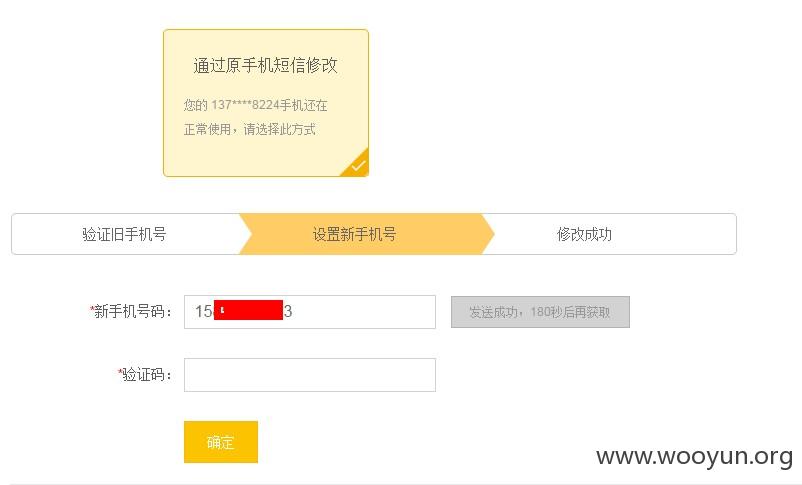 通过原手机短信修改
您的 137****8224手机还在
正常使用，请选择此方式
验证旧手机号
设置新手机号
修改成功
*新手机号码：
15
3
发送成功，180秒后再获取
*验证码：
确定
www.wooyun.org